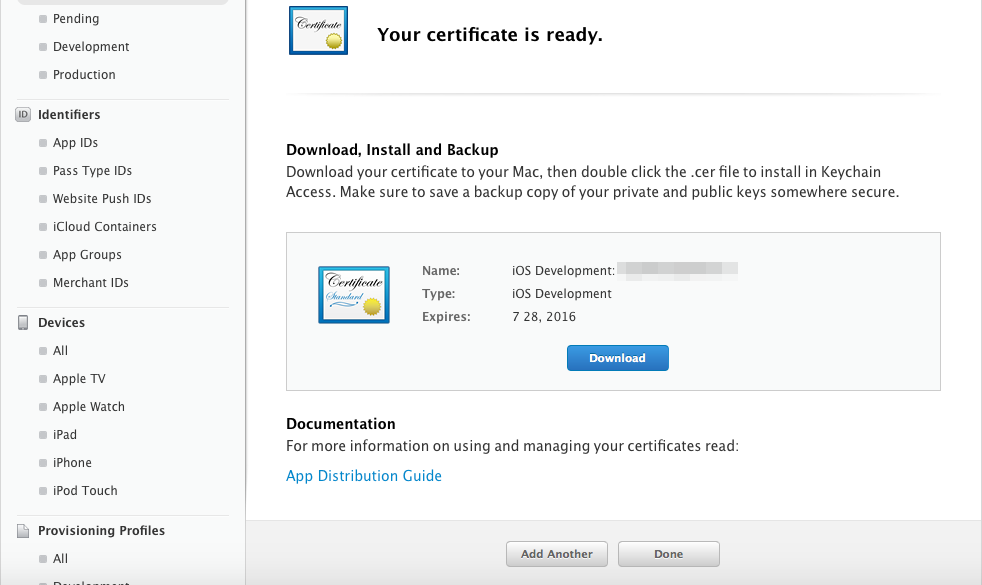 Pending
Development
Production
ID Identifiers
App IDs
Pass Type IDs
Website Push IDs
iCloud Containers
App Groups
Merchant IDs
Devices
All
Apple TV
Apple Watch
iPad
iPhone
iPod Touch
Provisioning Profiles
All
Development
Certificate
Your certificate is ready.
Download, Install and Backup
Download your certificate to your Mac, then double click the .cer file to install in Keychain
Access. Make sure to save a backup copy of your private and public keys somewhere secure.
Certificate
Standard
Name: iOS Development:
Type: iOS Development
Expires: 7 28, 2016
Download
Documentation
For more information on using and managing your certificates read:
App Distribution Guide
Add Another Done